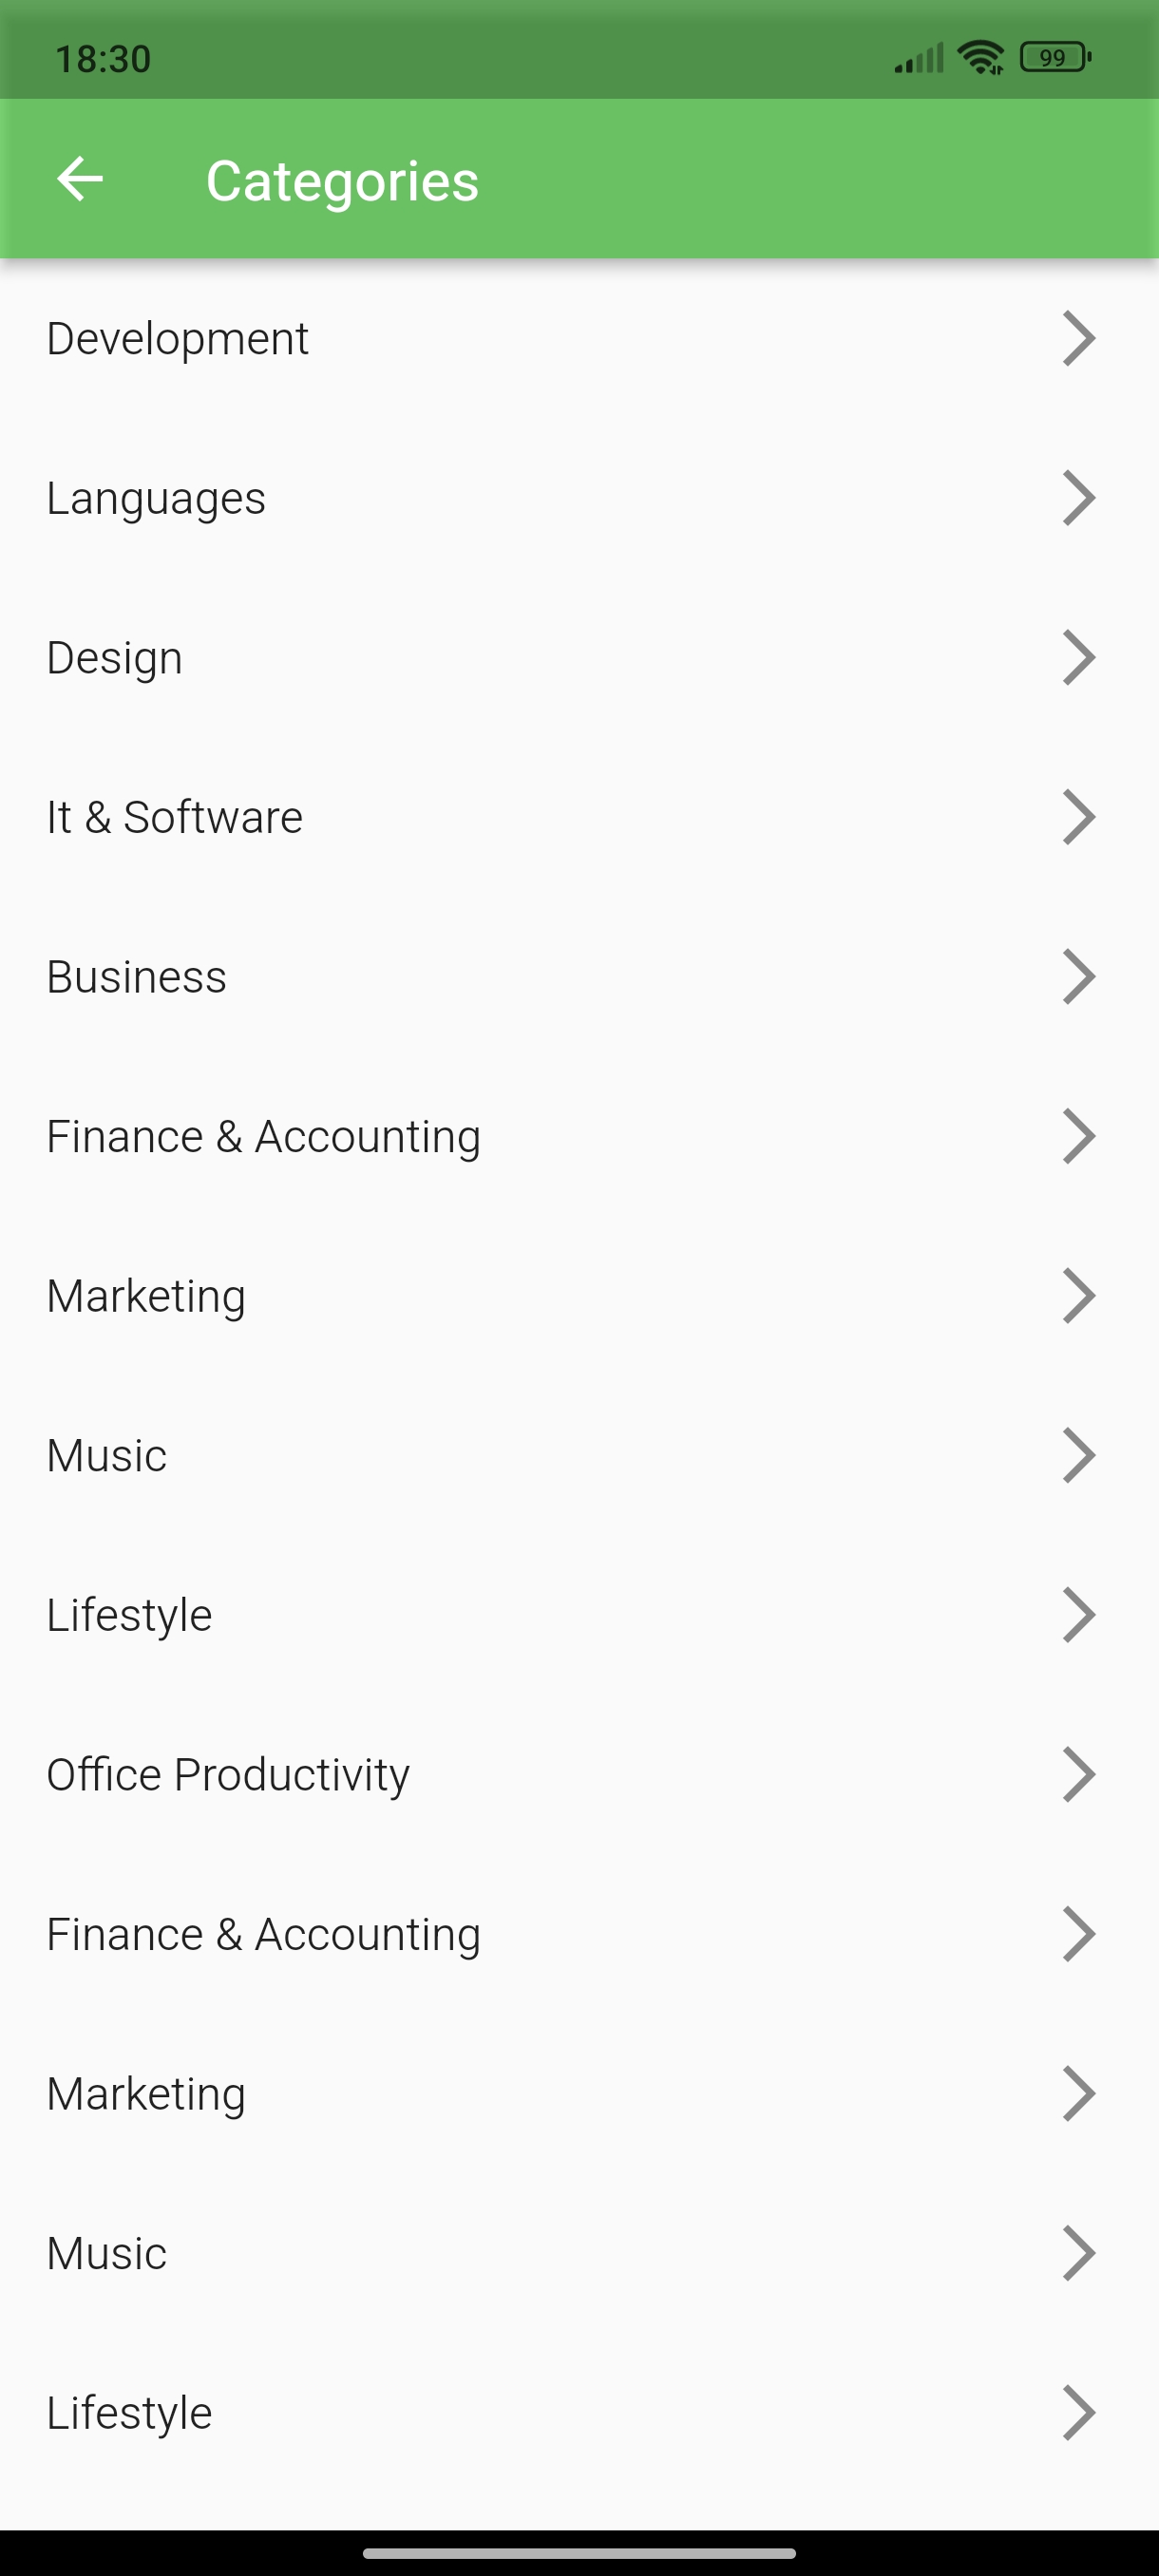 18:30
99
Categories
Development
Languages
Design
It & Software
Business
Finance & Accounting
Marketing
Music
Lifestyle
Office Productivity
Finance & Accounting
Marketing
Music
Lifestyle